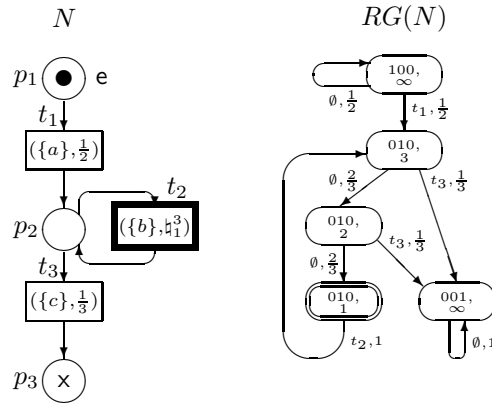 N
p₁ e
t₁
({a},½)
t₂
p₂ ({b},♮₁³)
t₃
({c},⅓)
p₃ x
RG(N)
100,
∞
∅,½
t₁,½
010,
3
∅,⅔
t₃,⅓
010,
2
t₃,⅓
∅,⅔
010,
1
001,
∞
t₂,1
∅,1